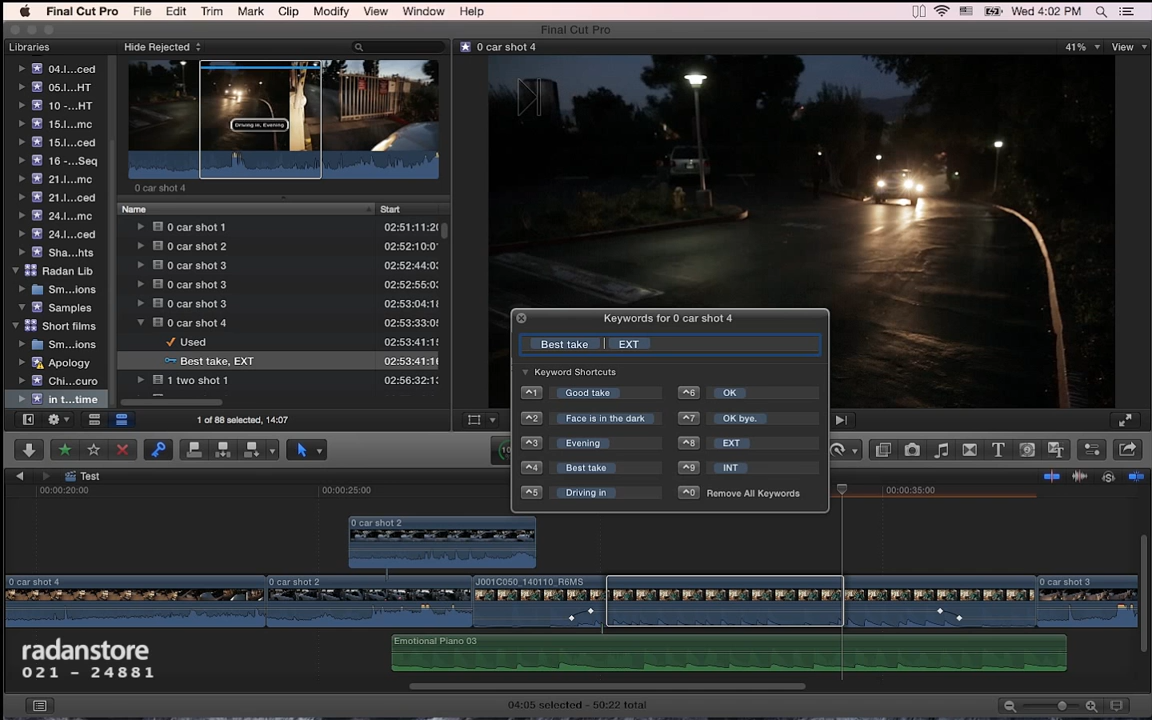 Final Cut Pro File Edit Trim Mark Clip Modify View Window Help Wed 4:02 PM
Final Cut Pro
Libraries Hide Rejected 0 car shot 4 41% View
04.l...ced
05.l...HT
10 -...HT
15.l...mc
15.l...ced
16 -...Seq
21.l...mc
21.l...ced
24.l...mc
24.l...ced
Sha...hts
Radan Lib
Sm...ions
Samples
Short films
Sm...ions
Apology
Chi...curo
in t...time
Driving in, Evening
0 car shot 4
Name Start
0 car shot 1 02:51:11:2
0 car shot 2 02:52:10:0
0 car shot 3 02:52:44:0
0 car shot 3 02:52:55:0
0 car shot 3 02:53:04:1
0 car shot 4 02:53:33:0
Used 02:53:41:1
Best take, EXT 02:53:41:1
1 two shot 1 02:56:32:1
1 of 88 selected, 14:07
Keywords for 0 car shot 4
Best take EXT
Keyword Shortcuts
^1 Good take ^6 OK
^2 Face is in the dark ^7 OK bye.
^3 Evening ^8 EXT
^4 Best take ^9 INT
^5 Driving in ^0 Remove All Keywords
Test
00:00:20:00 00:00:25:00 00:00:35:00
0 car shot 2
0 car shot 4 0 car shot 2 J001C050_140110_R6MS 0 car shot 3
Emotional Piano 03
radanstore
021 - 24881
04:05 selected - 50:22 total